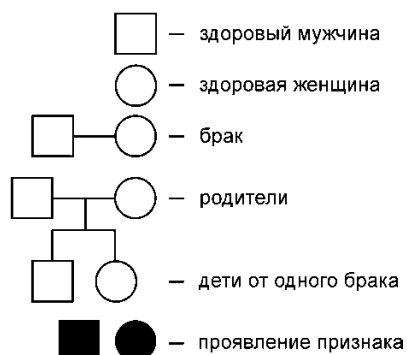 – здоровый мужчина
– здоровая женщина
– брак
– родители
– дети от одного брака
– проявление признака